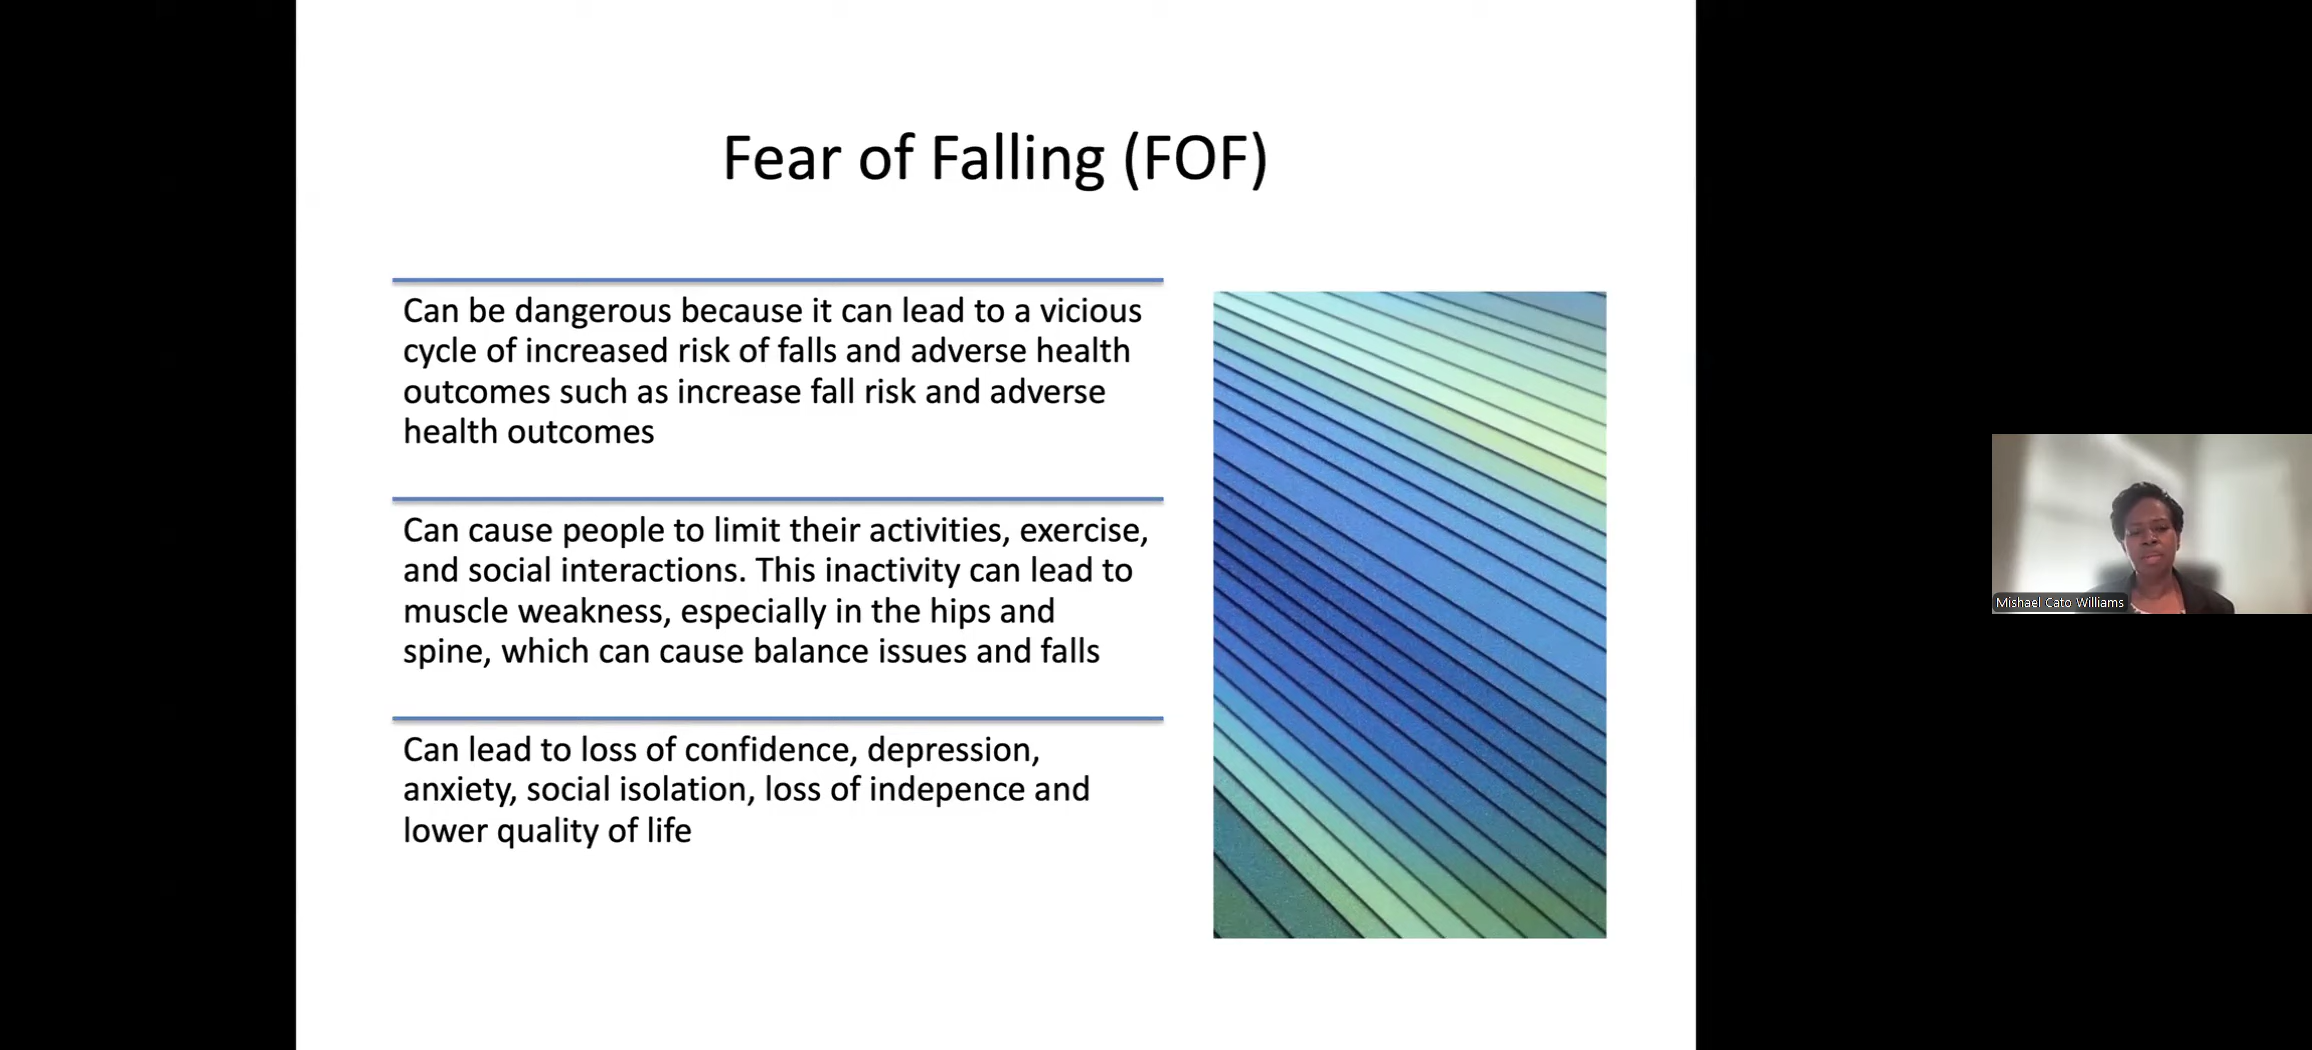 Fear of Falling (FOF)
Can be dangerous because it can lead to a vicious
cycle of increased risk of falls and adverse health
outcomes such as increase fall risk and adverse
health outcomes
Can cause people to limit their activities, exercise,
and social interactions. This inactivity can lead to
muscle weakness, especially in the hips and
spine, which can cause balance issues and falls
Can lead to loss of confidence, depression,
anxiety, social isolation, loss of indepence and
lower quality of life
Mishael Cato Williams